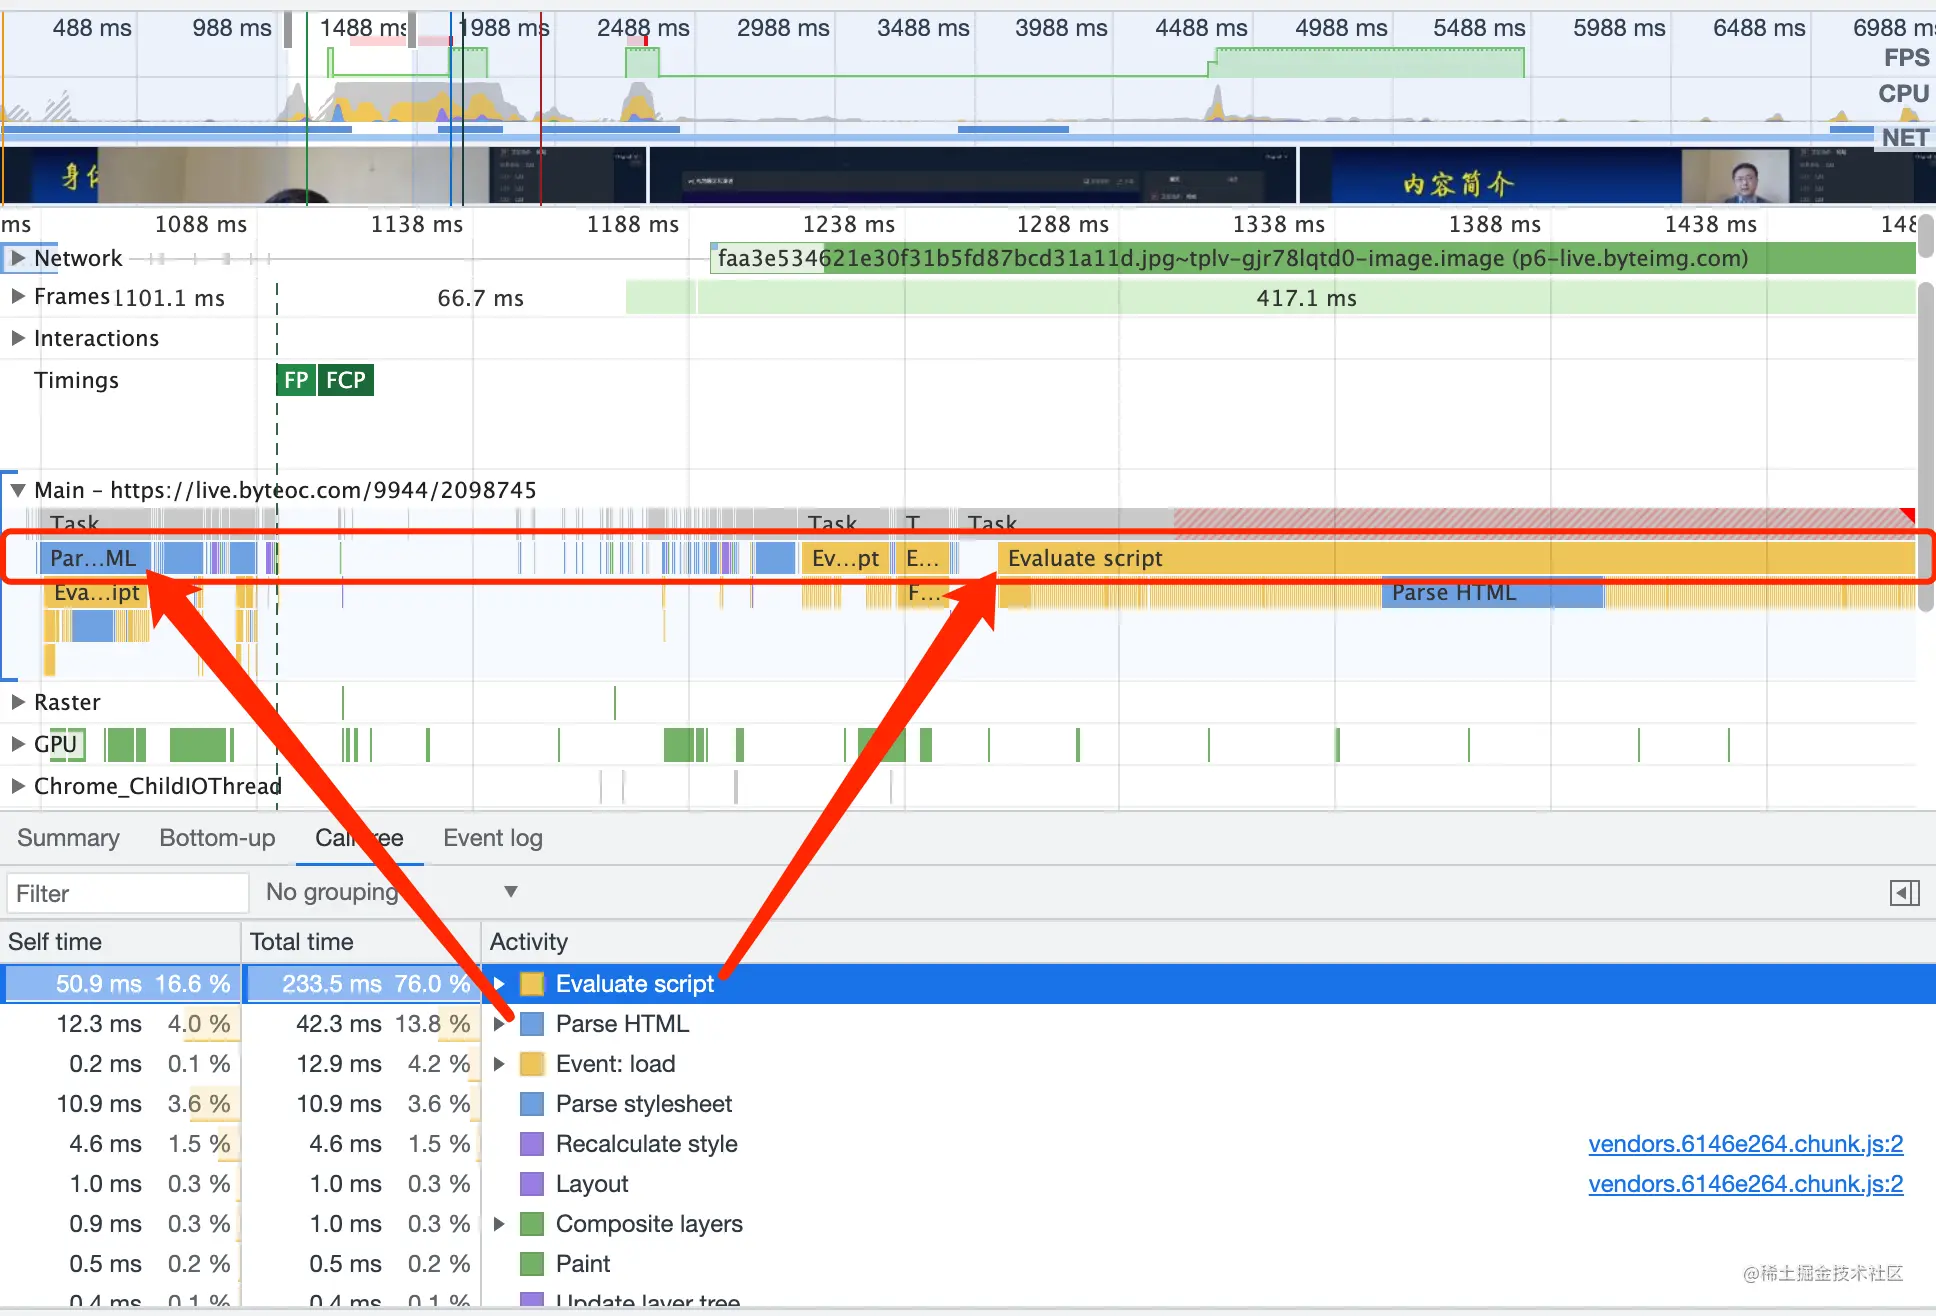 488 ms 988 ms 1488 ms 1988 ms 2488 ms 2988 ms 3488 ms 3988 ms 4488 ms 4988 ms 5488 ms 5988 ms 6488 ms 6988 m
FPS
CPU
NET
内容简介
ms 1088 ms 1138 ms 1188 ms 1238 ms 1288 ms 1338 ms 1388 ms 1438 ms 148
Network faa3e534621e30f31b5fd87bcd31a11d.jpg~tplv-gjr78lqtd0-image.image (p6-live.byteimg.com)
Frames 1101.1 ms 66.7 ms 417.1 ms
Interactions
Timings FP FCP
Main – https://live.byteoc.com/9944/2098745
Task Task T Task
Par…ML Ev…pt E… Evaluate script
Eva…ipt F… Parse HTML
Raster
GPU
Chrome_ChildIOThread
Summary Bottom-up Call Tree Event log
Filter No grouping
Self time Total time Activity
50.9 ms 16.6 % 233.5 ms 76.0 % Evaluate script
12.3 ms 4.0 % 42.3 ms 13.8 % Parse HTML
0.2 ms 0.1 % 12.9 ms 4.2 % Event: load
10.9 ms 3.6 % 10.9 ms 3.6 % Parse stylesheet
4.6 ms 1.5 % 4.6 ms 1.5 % Recalculate style vendors.6146e264.chunk.js:2
1.0 ms 0.3 % 1.0 ms 0.3 % Layout vendors.6146e264.chunk.js:2
0.9 ms 0.3 % 1.0 ms 0.3 % Composite layers
0.5 ms 0.2 % 0.5 ms 0.2 % Paint
0.4 ms 0.1 % 0.4 ms 0.1 % Update layer tree
@稀土掘金技术社区